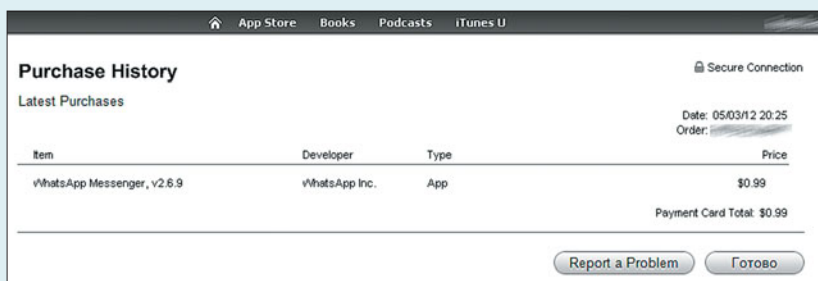 App Store Books Podcasts iTunes U
Purchase History
Secure Connection
Latest Purchases
Date: 05/03/12 20:25
Order:
Item Developer Type Price
WhatsApp Messenger, v2.6.9 WhatsApp Inc. App $0.99
Payment Card Total: $0.99
Report a Problem Готово